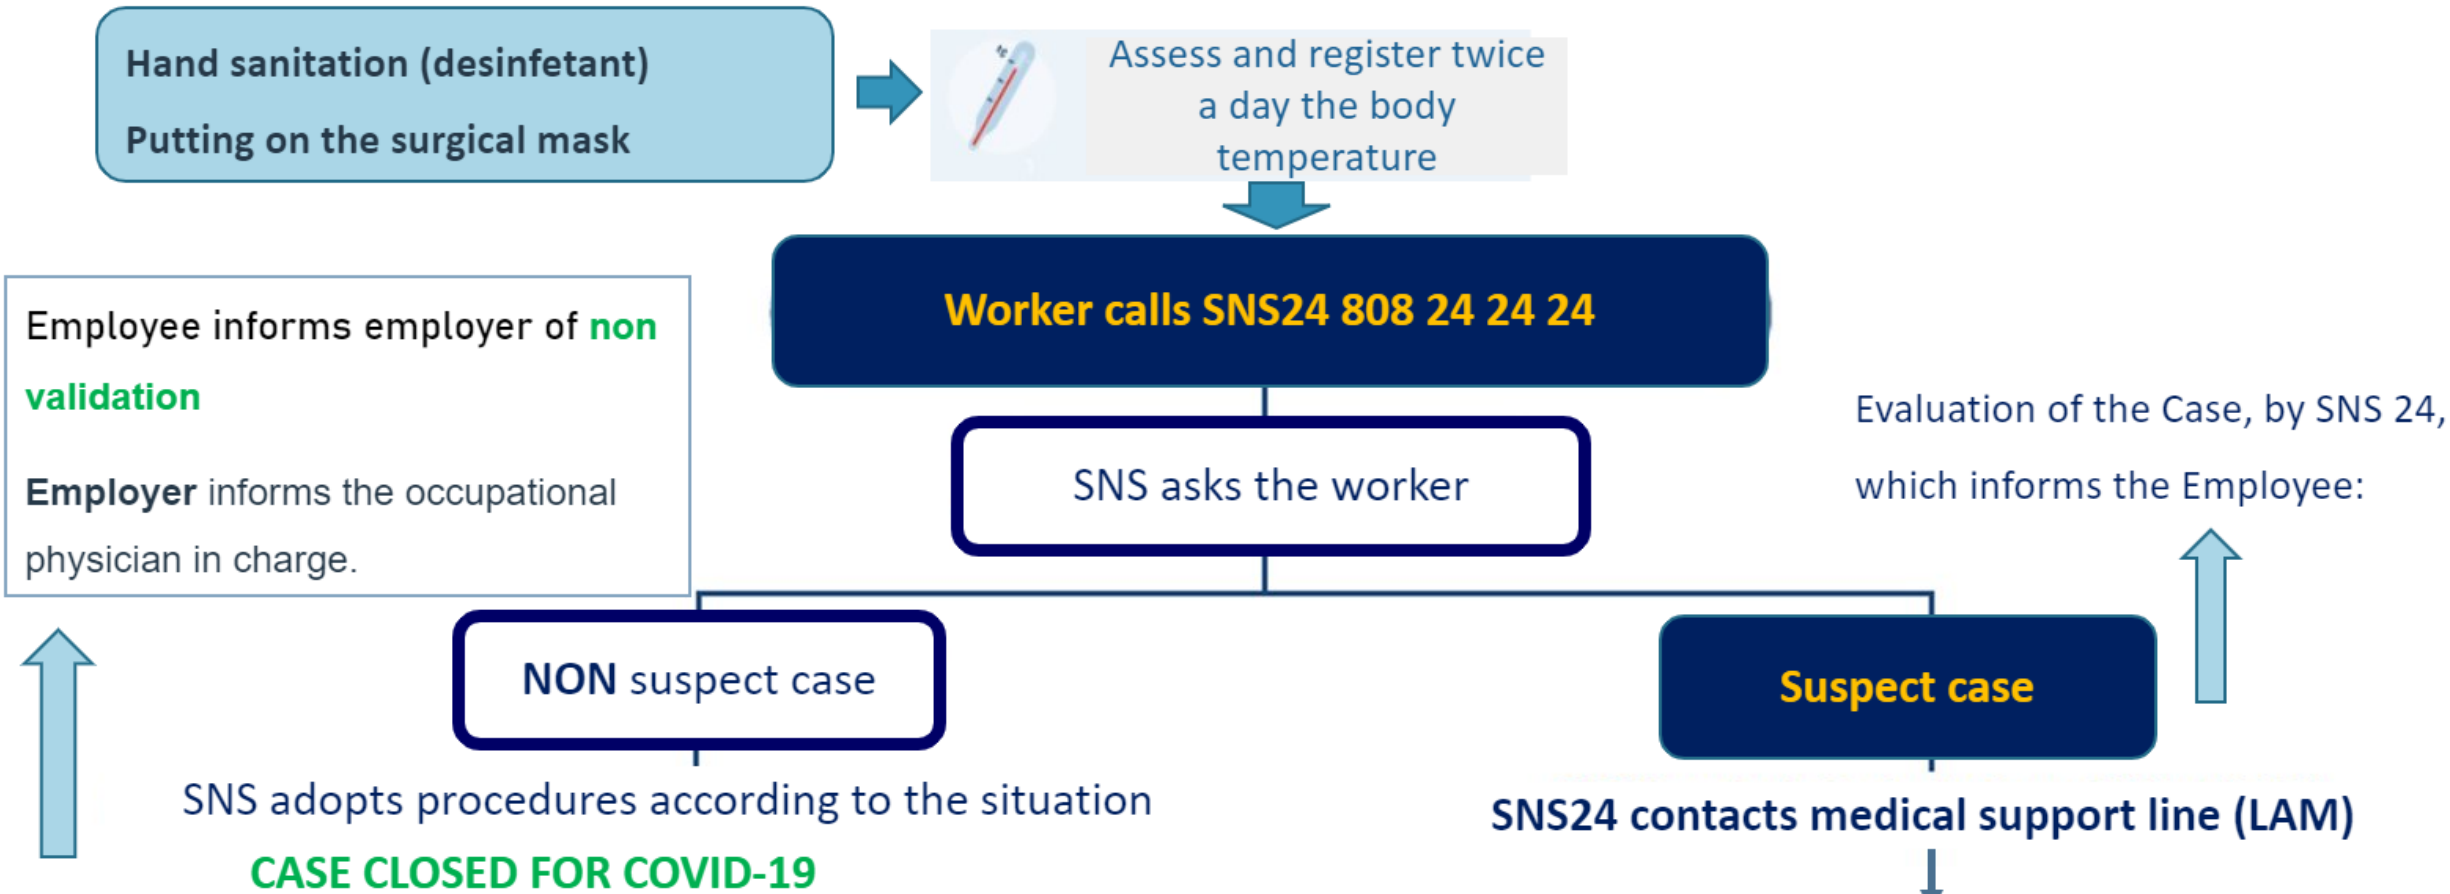 Hand sanitation (desinfetant)
Putting on the surgical mask
Assess and register twice
a day the body
temperature
Worker calls SNS24 808 24 24 24
Employee informs employer of non
validation
Employer informs the occupational
physician in charge.
SNS asks the worker
Evaluation of the Case, by SNS 24,
which informs the Employee:
NON suspect case
Suspect case
SNS adopts procedures according to the situation
CASE CLOSED FOR COVID-19
SNS24 contacts medical support line (LAM)